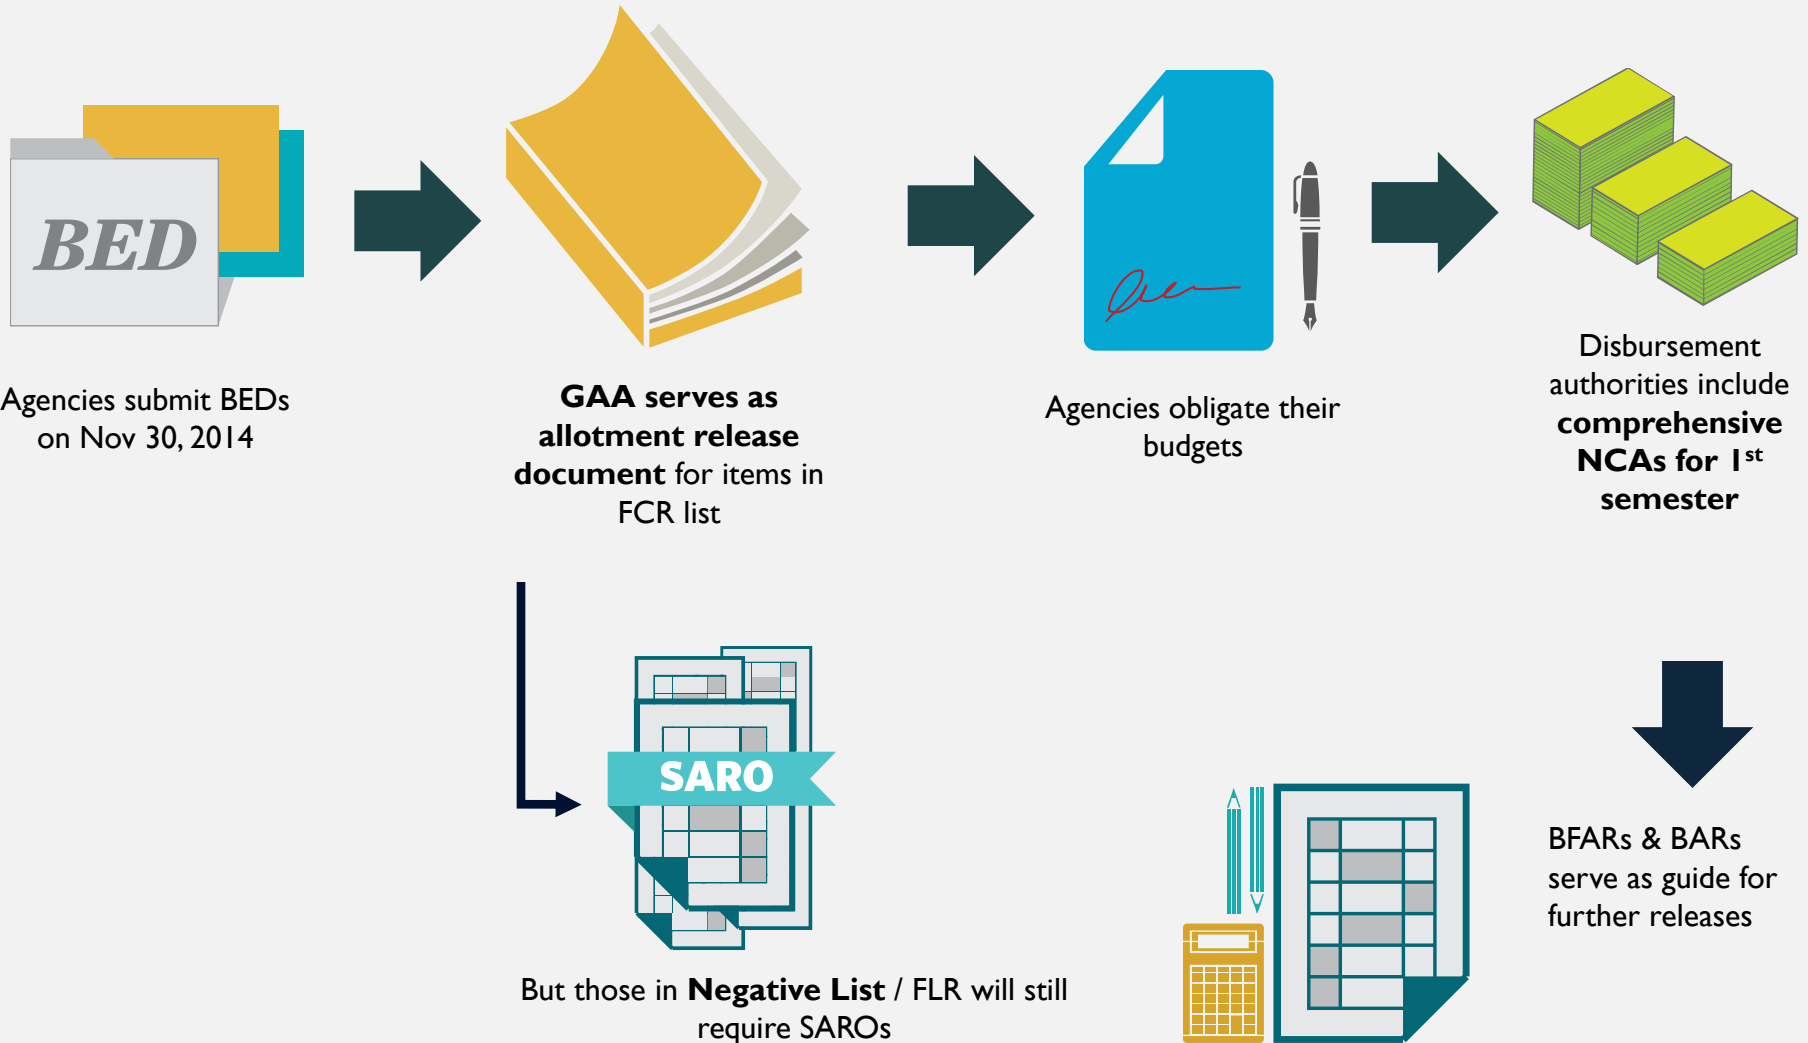 BED
Agencies submit BEDs
on Nov 30, 2014
GAA serves as
allotment release
document for items in
FCR list
Agencies obligate their
budgets
Disbursement
authorities include
comprehensive
NCAs for 1st
semester
SARO
But those in Negative List / FLR will still
require SAROs
BFARs & BARs
serve as guide for
further releases